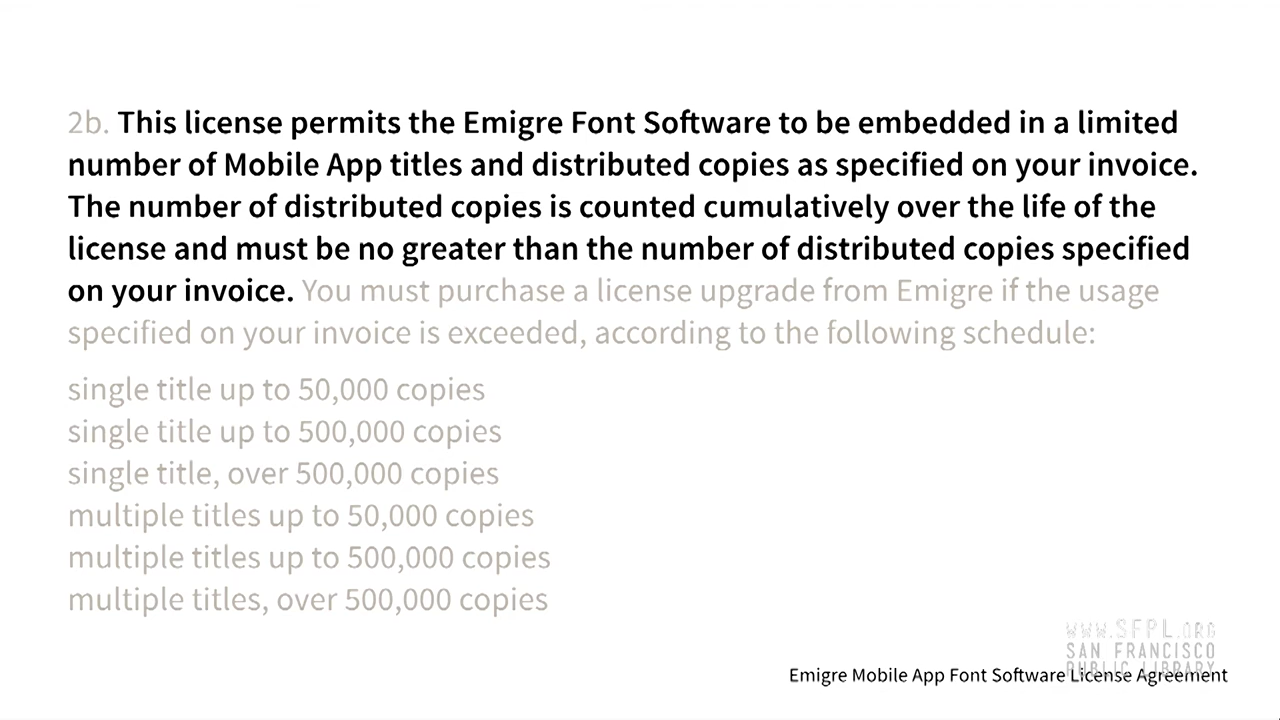 2b. This license permits the Emigre Font Software to be embedded in a limited
number of Mobile App titles and distributed copies as specified on your invoice.
The number of distributed copies is counted cumulatively over the life of the
license and must be no greater than the number of distributed copies specified
on your invoice. You must purchase a license upgrade from Emigre if the usage
specified on your invoice is exceeded, according to the following schedule:
single title up to 50,000 copies
single title up to 500,000 copies
single title, over 500,000 copies
multiple titles up to 50,000 copies
multiple titles up to 500,000 copies
multiple titles, over 500,000 copies
WWW.SFPL.ORG
SAN FRANCISCO
PUBLIC LIBRARY
Emigre Mobile App Font Software License Agreement